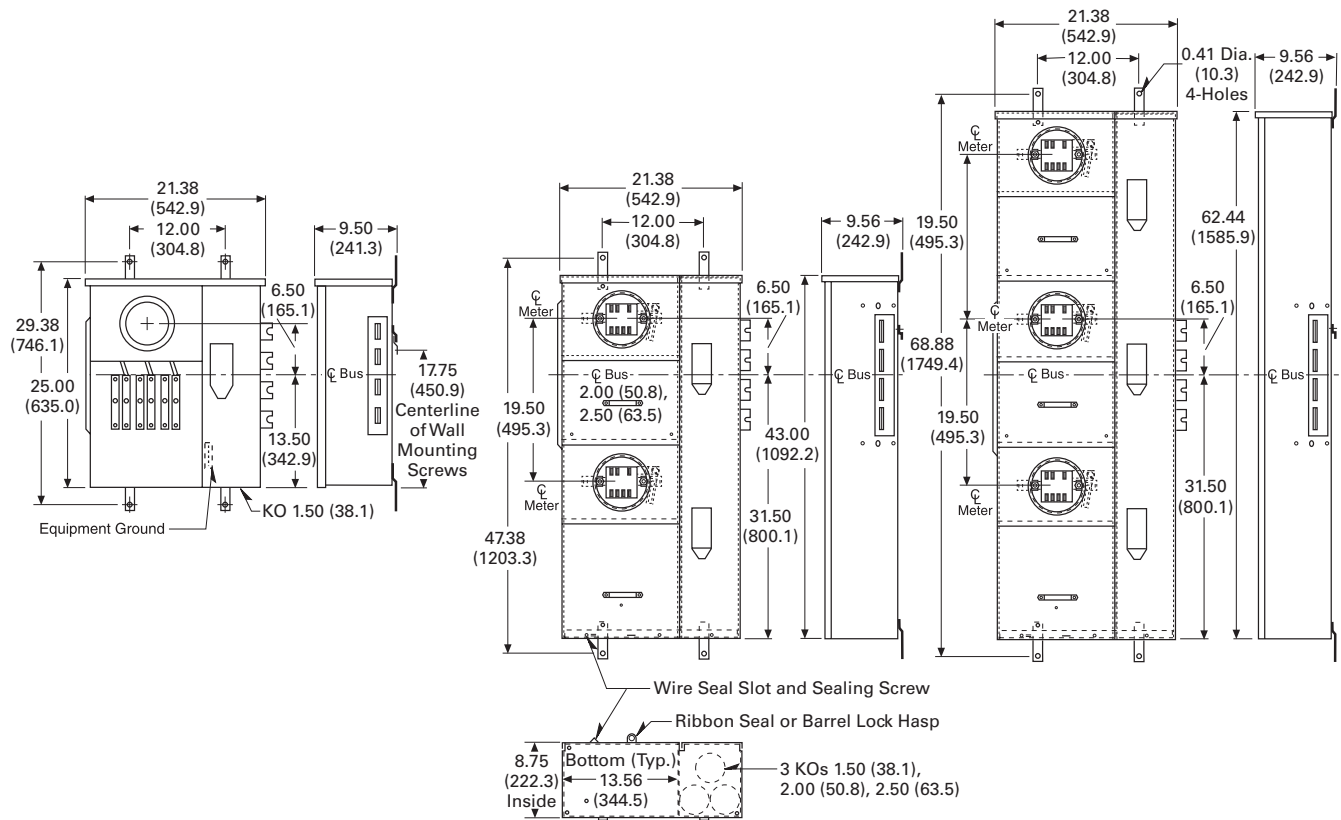 21.38
(542.9)
12.00
(304.8)
9.50
(241.3)
6.50
(165.1)
29.38
(746.1)
25.00
(635.0)
℄ Bus
17.75
(450.9)
Centerline
of Wall
Mounting
Screws
13.50
(342.9)
KO 1.50 (38.1)
Equipment Ground
21.38
(542.9)
12.00
(304.8)
9.56
(242.9)
6.50
(165.1)
℄
Meter
℄ Bus
2.00 (50.8),
2.50 (63.5)
℄ Bus
19.50
(495.3)
43.00
(1092.2)
℄
Meter
31.50
(800.1)
47.38
(1203.3)
21.38
(542.9)
12.00
(304.8)
0.41 Dia.
(10.3)
4-Holes
9.56
(242.9)
℄
Meter
19.50
(495.3)
62.44
(1585.9)
6.50
(165.1)
℄
Meter
68.88
(1749.4)
℄ Bus
℄ Bus
19.50
(495.3)
℄
Meter
31.50
(800.1)
Wire Seal Slot and Sealing Screw
Ribbon Seal or Barrel Lock Hasp
8.75
(222.3)
Inside
Bottom (Typ.)
13.56
(344.5)
3 KOs 1.50 (38.1),
2.00 (50.8), 2.50 (63.5)